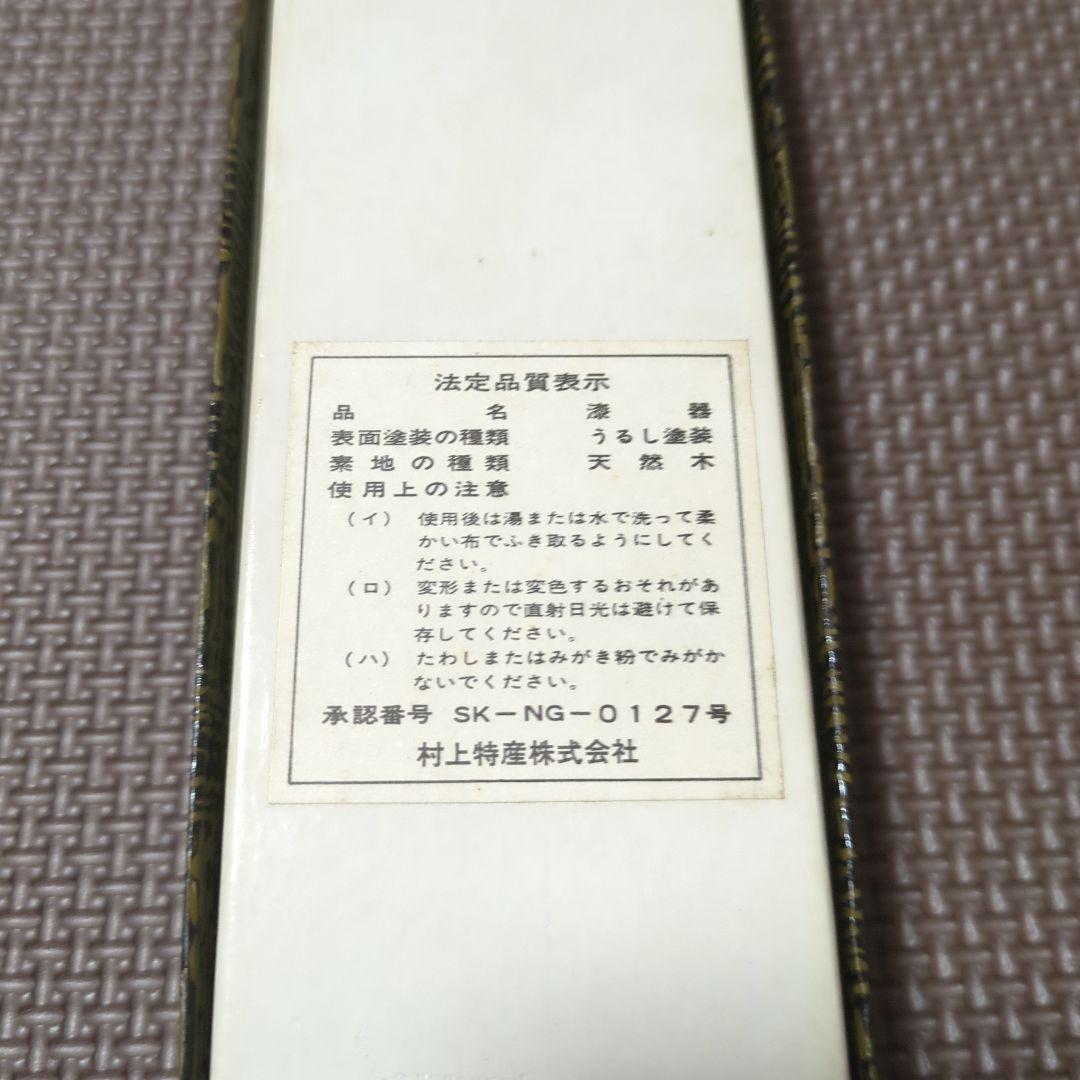 法定品質表示
品名 漆器
表面塗装の種類 うるし塗装
素地の種類 天然木
使用上の注意
(イ) 使用後は湯または水で洗って柔
かい布でふき取るようにしてく
ださい。
(ロ) 変形または変色するおそれがあ
りますので直射日光は避けて保
存してください。
(ハ) たわしまたはみがき粉でみがか
ないでください。
承認番号 SK-NG-0127号
村上特産株式会社